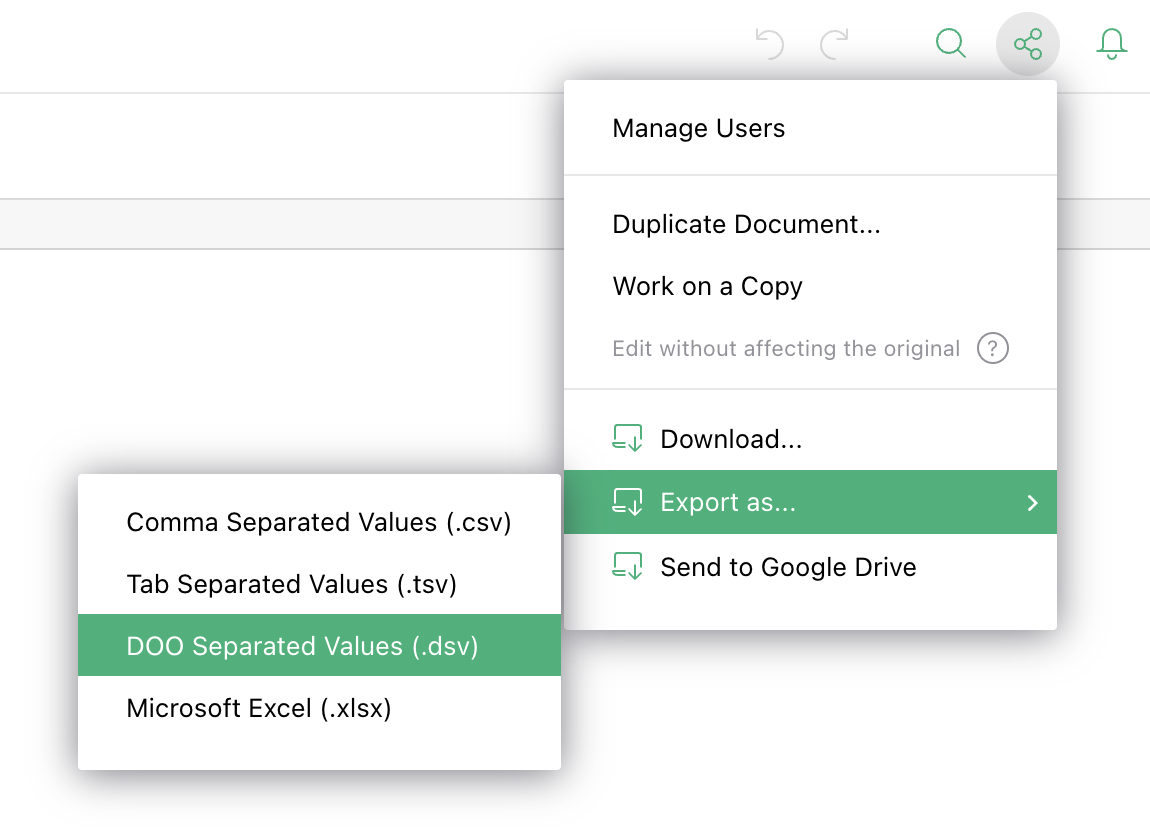 Manage Users
Duplicate Document...
Work on a Copy
Edit without affecting the original ?
Download...
Export as...
Send to Google Drive
Comma Separated Values (.csv)
Tab Separated Values (.tsv)
DOO Separated Values (.dsv)
Microsoft Excel (.xlsx)